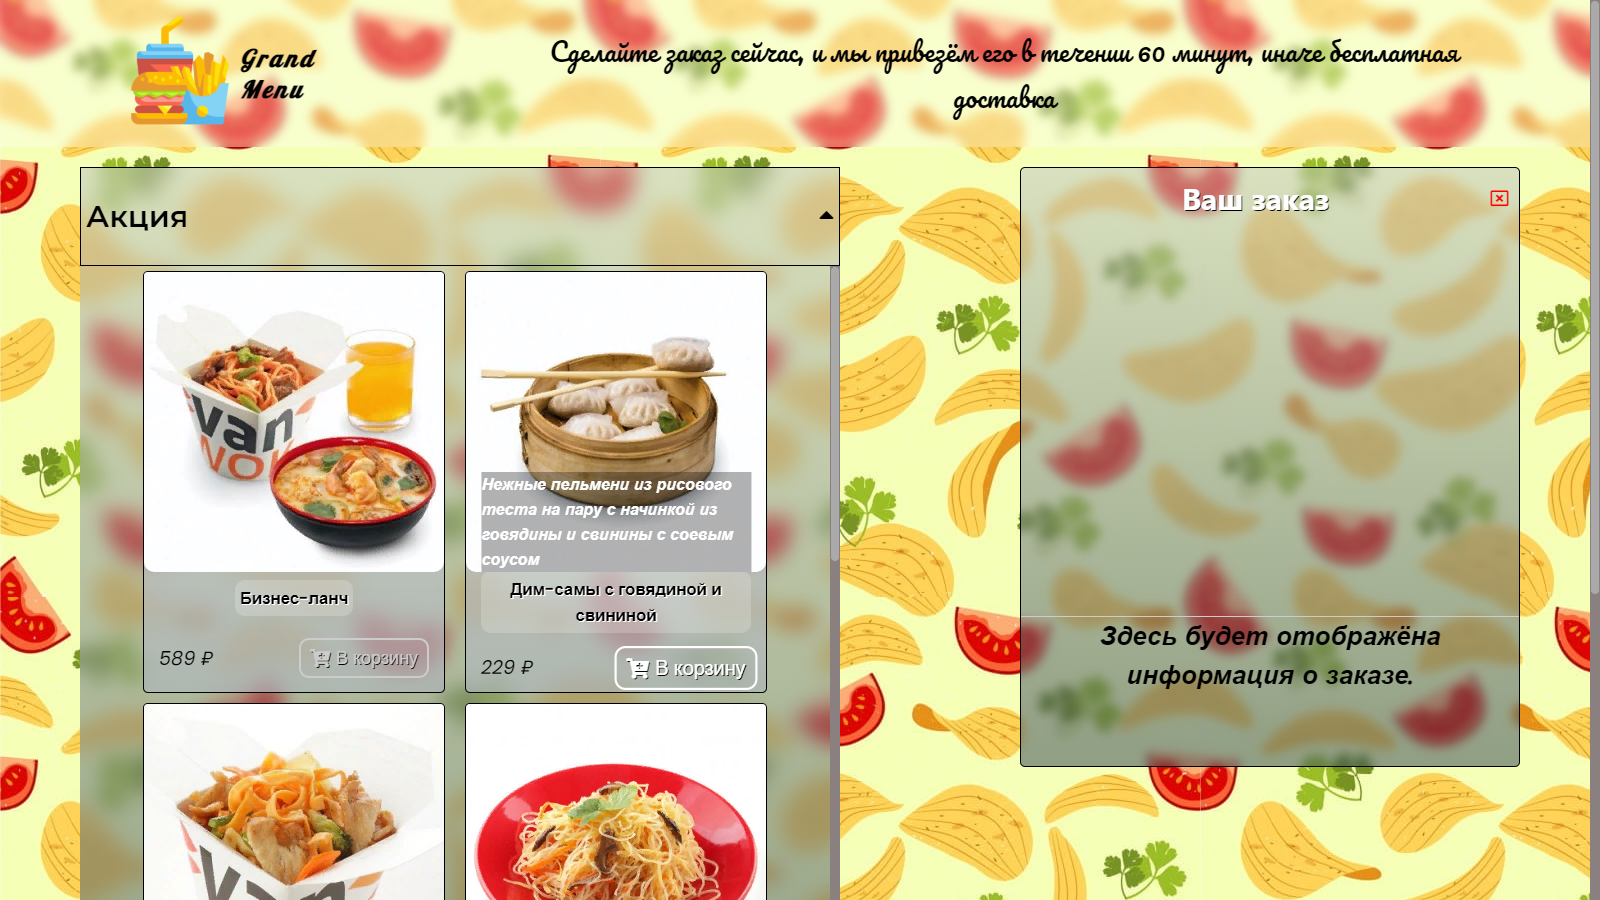 Grand
Menu
Сделайте заказ сейчас, и мы привезём его в течении 60 минут, иначе бесплатная
доставка
Акция
Ваш заказ
van
WOK
Нежные пельмени из рисового
теста на пару с начинкой из
говядины и свинины с соевым
соусом
Бизнес-ланч
Дим-самы с говядиной и
свининой
589 ₽
В корзину
229 ₽
В корзину
Здесь будет отображёна
информация о заказе.
van